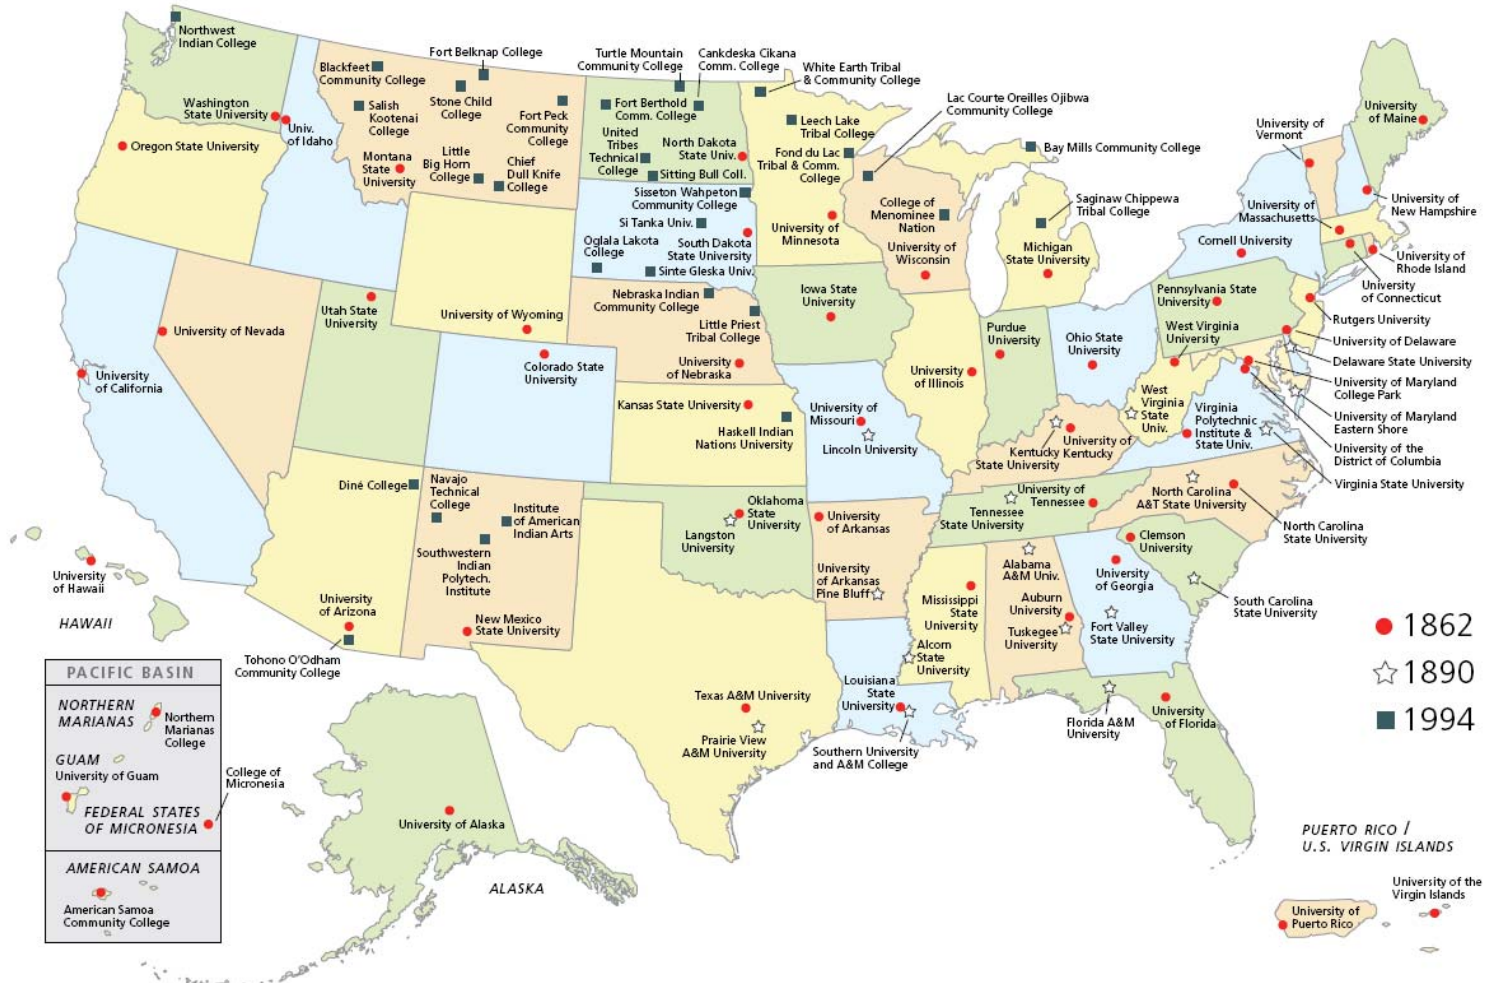 Northwest
Indian College
Washington
State University
Univ.
of Idaho
Oregon State University
Blackfeet
Community College
Fort Belknap College
Salish
Kootenai
College
Stone Child
College
Fort Peck
Community
College
Montana
State
University
Little
Big Horn
College
Chief
Dull Knife
College
Turtle Mountain
Community College
Cankdeska Cikana
Comm. College
Fort Berthold
Comm. College
United
Tribes
Technical
College
North Dakota
State Univ.
Sitting Bull Coll.
Sisseton Wahpeton
Community College
Si Tanka Univ.
Oglala Lakota
College
South Dakota
State University
Sinte Gleska Univ.
White Earth Tribal
& Community College
Leech Lake
Tribal College
Fond du Lac
Tribal & Comm.
College
University of
Minnesota
Lac Courte Oreilles Ojibwa
Community College
College of
Menominee
Nation
University of
Wisconsin
Bay Mills Community College
Saginaw Chippewa
Tribal College
Michigan
State University
University
of Maine
University of
Vermont
University of
New Hampshire
University of
Massachusetts
Cornell University
University of
Rhode Island
University
of Connecticut
Pennsylvania State
University
Rutgers University
University of Delaware
Delaware State University
University of Maryland
College Park
University of Maryland
Eastern Shore
University of the
District of Columbia
Virginia State University
West Virginia
University
West
Virginia
State
Univ.
Virginia
Polytechnic
Institute &
State Univ.
Utah State
University
University of Nevada
University
of California
University of Wyoming
Colorado State
University
Nebraska Indian
Community College
Little Priest
Tribal College
University
of Nebraska
Iowa State
University
Kansas State University
Haskell Indian
Nations University
University of
Missouri
Lincoln University
University
of Illinois
Purdue
University
Ohio State
University
Kentucky
State University
University of
Kentucky
University of
Tennessee
Tennessee
State University
North Carolina
A&T State University
North Carolina
State University
Clemson
University
South Carolina
State University
Diné College
Navajo
Technical
College
Institute
of American
Indian Arts
Southwestern
Indian
Polytech.
Institute
New Mexico
State University
University
of Arizona
Tohono O'Odham
Community College
Oklahoma
State
University
Langston
University
University
of Arkansas
University
of Arkansas
Pine Bluff
Mississippi
State
University
Alcorn
State
University
Alabama
A&M Univ.
Auburn
University
Tuskegee
University
University
of Georgia
Fort Valley
State University
Louisiana
State
University
Southern University
and A&M College
Texas A&M University
Prairie View
A&M University
Florida A&M
University
University
of Florida
University
of Hawaii
HAWAII
PACIFIC BASIN
NORTHERN
MARIANAS
Northern
Marianas
College
GUAM
University of Guam
FEDERAL STATES
OF MICRONESIA
College of
Micronesia
AMERICAN SAMOA
American Samoa
Community College
University of Alaska
ALASKA
1862
1890
1994
PUERTO RICO /
U.S. VIRGIN ISLANDS
University of
Puerto Rico
University of the
Virgin Islands